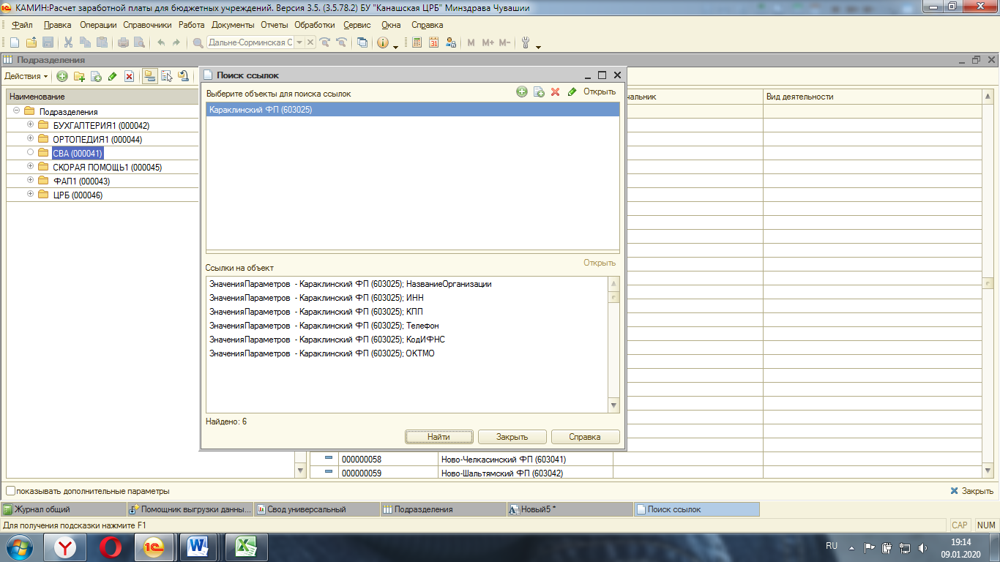 КАМИН:Расчет заработной платы для бюджетных учреждений. Версия 3.5. (3.5.78.2) БУ "Канашская ЦРБ" Минздрава Чувашии
Файл Правка Операции Справочники Работа Документы Отчеты Обработки Сервис Окна Справка
Дальне-Сорминская С M M+ M-
Подразделения
Действия
Поиск ссылок
Выберите объекты для поиска ссылок Открыть
Наименование чальник Вид деятельности
Караклинский ФП (603025)
Подразделения
БУХГАЛТЕРИЯ1 (000042)
ОРТОПЕДИЯ1 (000044)
СВА (000041)
СКОРАЯ ПОМОЩЬ1 (000045)
ФАП1 (000043)
ЦРБ (000046)
Открыть
Ссылки на объект
ЗначенияПараметров - Караклинский ФП (603025); НазваниеОрганизации
ЗначенияПараметров - Караклинский ФП (603025); ИНН
ЗначенияПараметров - Караклинский ФП (603025); КПП
ЗначенияПараметров - Караклинский ФП (603025); Телефон
ЗначенияПараметров - Караклинский ФП (603025); КодИФНС
ЗначенияПараметров - Караклинский ФП (603025); ОКТМО
Найдено: 6
Найти Закрыть Справка
000000058 Ново-Челкасинский ФП (603041)
000000059 Ново-Шальтямский ФП (603042)
показывать дополнительные параметры Закрыть
Журнал общий Помощник выгрузки данны... Свод универсальный Подразделения Новый5 * Поиск ссылок
Для получения подсказки нажмите F1 CAP NUM
RU 19:14
09.01.2020